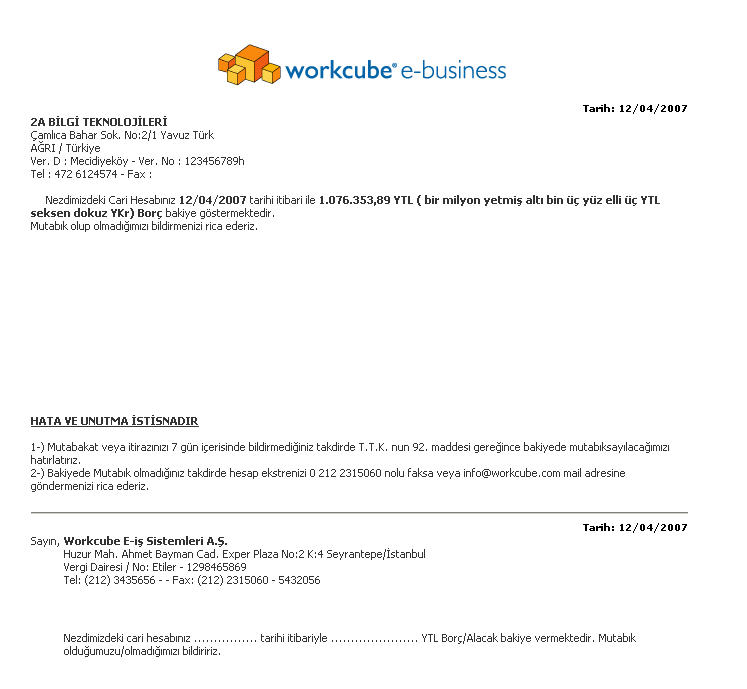 workcube® e-business
Tarih: 12/04/2007
2A BİLGİ TEKNOLOJİLERİ
Çamlıca Bahar Sok. No:2/1 Yavuz Türk
AĞRI / Türkiye
Ver. D : Mecidiyeköy - Ver. No : 123456789h
Tel : 472 6124574 - Fax :
Nezdimizdeki Cari Hesabınız 12/04/2007 tarihi itibari ile 1.076.353,89 YTL ( bir milyon yetmiş altı bin üç yüz elli üç YTL
seksen dokuz YKr) Borç bakiye göstermektedir.
Mutabık olup olmadığımızı bildirmenizi rica ederiz.
HATA VE UNUTMA İSTİSNADIR
1-) Mutabakat veya itirazınızı 7 gün içerisinde bildirmediğiniz takdirde T.T.K. nun 92. maddesi gereğince bakiyede mutabıksayılacağımızı
hatırlatırız.
2-) Bakiyede Mutabık olmadığınız takdirde hesap ekstrenizi 0 212 2315060 nolu faksa veya info@workcube.com mail adresine
göndermenizi rica ederiz.
Tarih: 12/04/2007
Sayın, Workcube E-iş Sistemleri A.Ş.
Huzur Mah. Ahmet Bayman Cad. Exper Plaza No:2 K:4 Seyrantepe/İstanbul
Vergi Dairesi / No: Etiler - 1298465869
Tel: (212) 3435656 - - Fax: (212) 2315060 - 5432056
Nezdimizdeki cari hesabınız ................ tarihi itibariyle ...................... YTL Borç/Alacak bakiye vermektedir. Mutabık
olduğumuzu/olmadığımızı bildiririz.